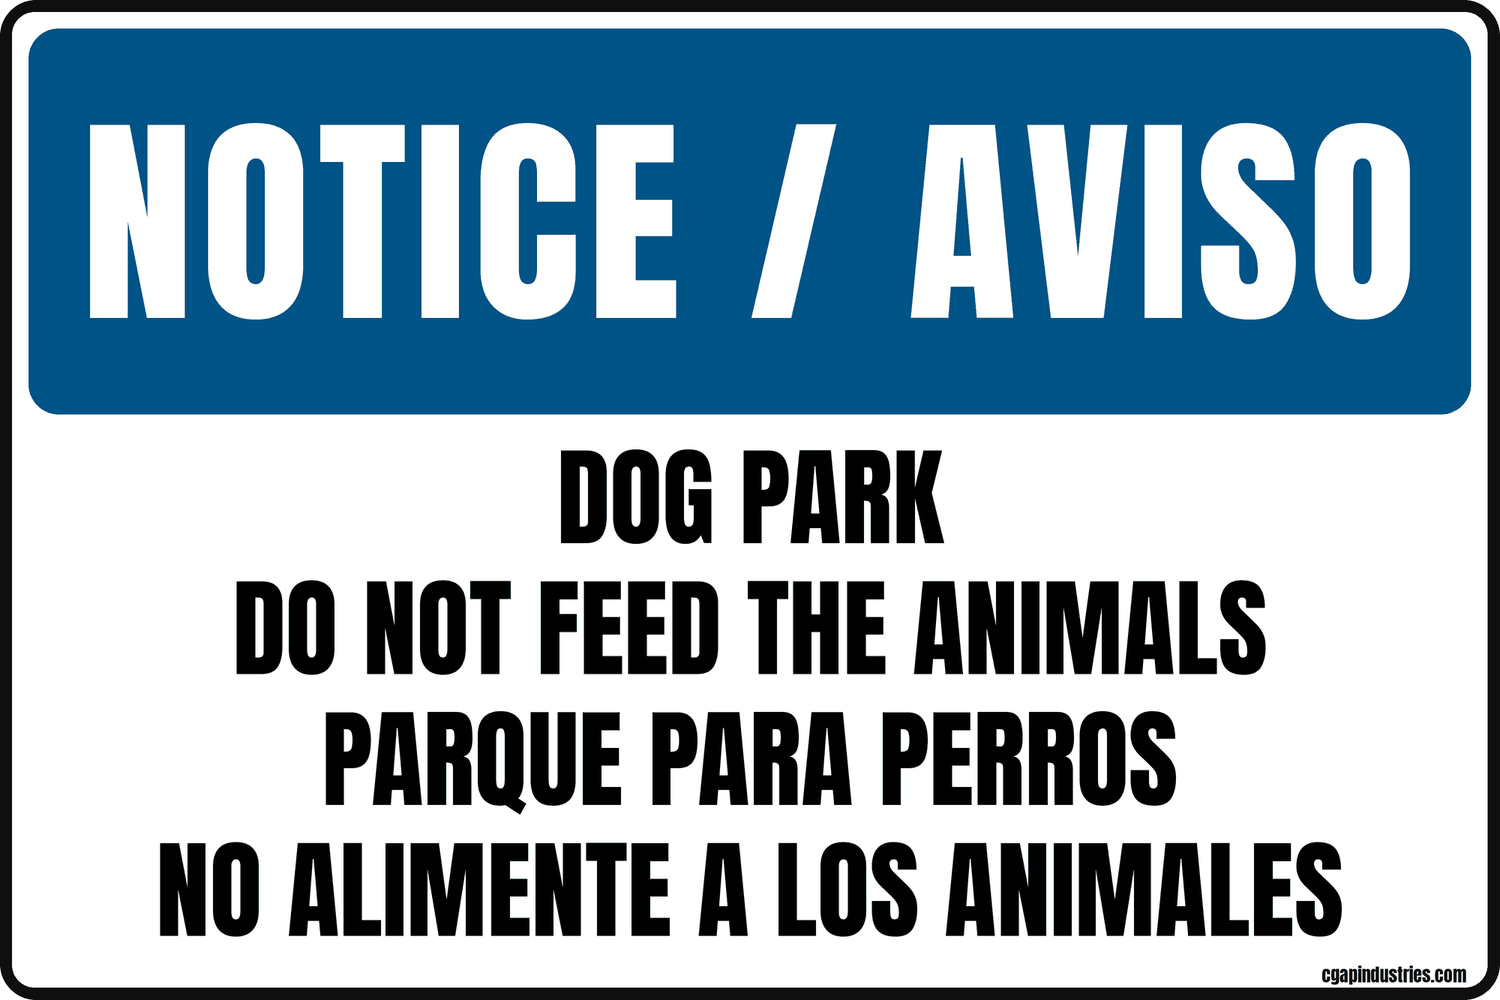 NOTICE / AVISO
DOG PARK
DO NOT FEED THE ANIMALS
PARQUE PARA PERROS
NO ALIMENTE A LOS ANIMALES
cgapindustries.com